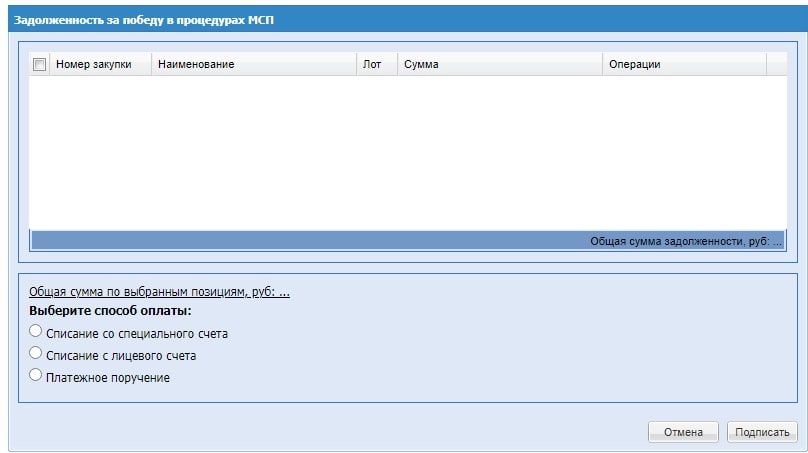 Задолженность за победу в процедурах МСП
Номер закупки Наименование Лот Сумма Операции
Общая сумма задолженности, руб: ...
Общая сумма по выбранным позициям, руб: ...
Выберите способ оплаты:
Списание со специального счета
Списание с лицевого счета
Платежное поручение
Отмена Подписать